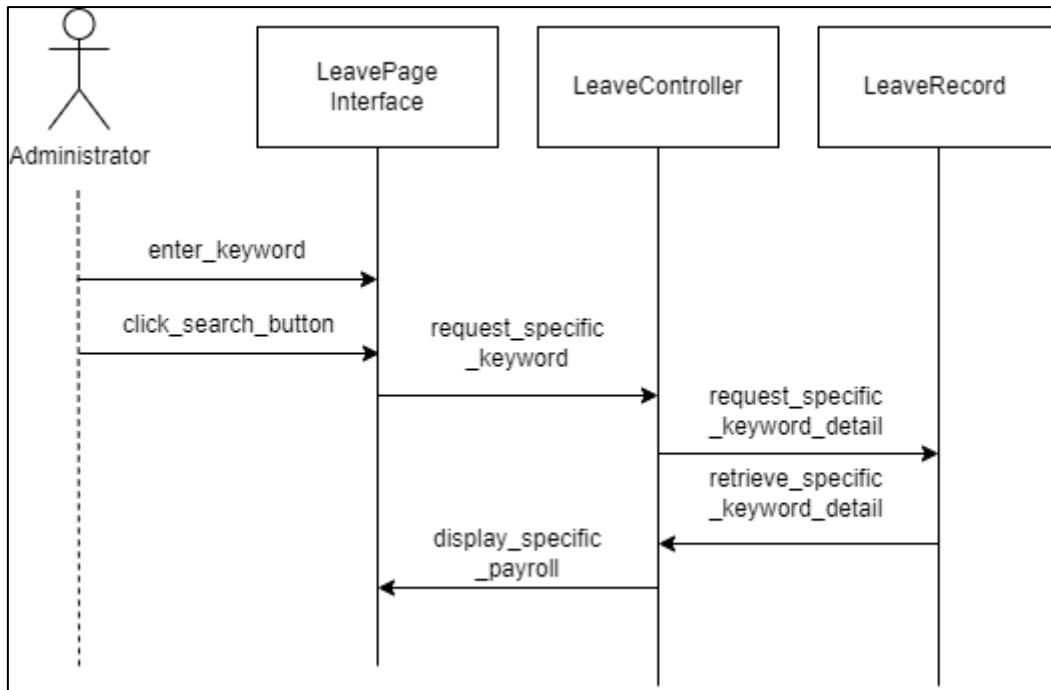 LeavePage
Interface
LeaveController
LeaveRecord
Administrator
enter_keyword
click_search_button
request_specific
_keyword
request_specific
_keyword_detail
retrieve_specific
_keyword_detail
display_specific
_payroll